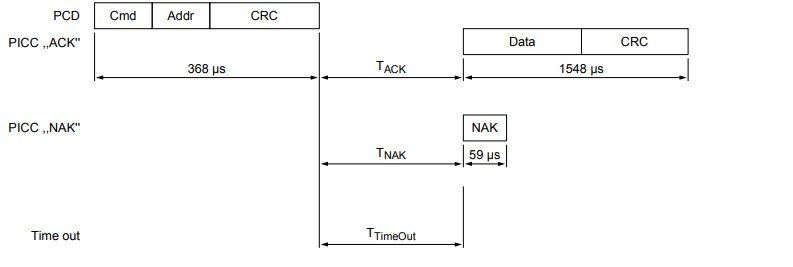 PCD Cmd Addr CRC
PICC „ACK" Data CRC
368 µs TACK 1548 µs
PICC „NAK" NAK
TNAK 59 µs
Time out TTimeOut